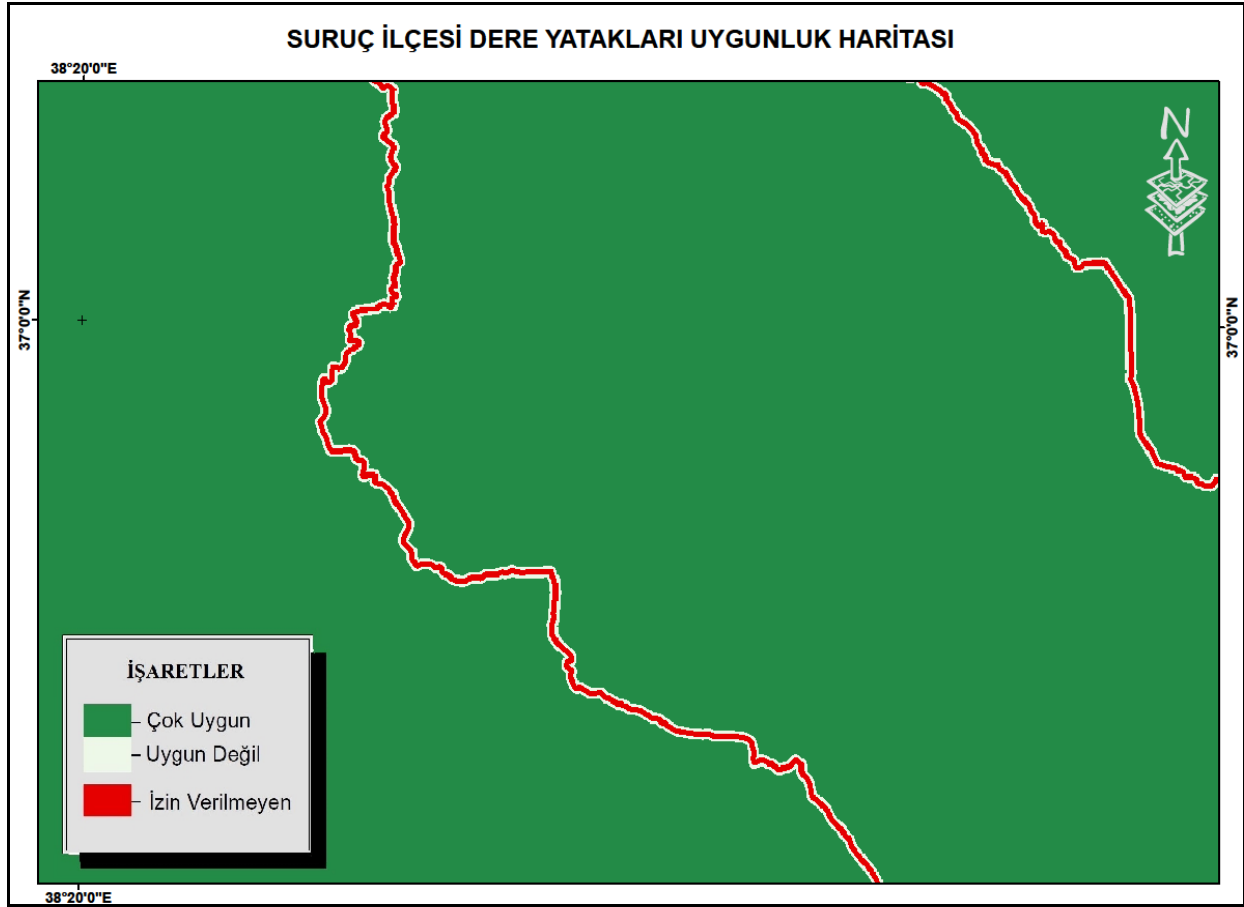 SURUÇ İLÇESİ DERE YATAKLARI UYGUNLUK HARİTASI
38°20'0"E
N
37°0'0"N
37°0'0"N
İŞARETLER
Çok Uygun
Uygun Değil
İzin Verilmeyen
38°20'0"E